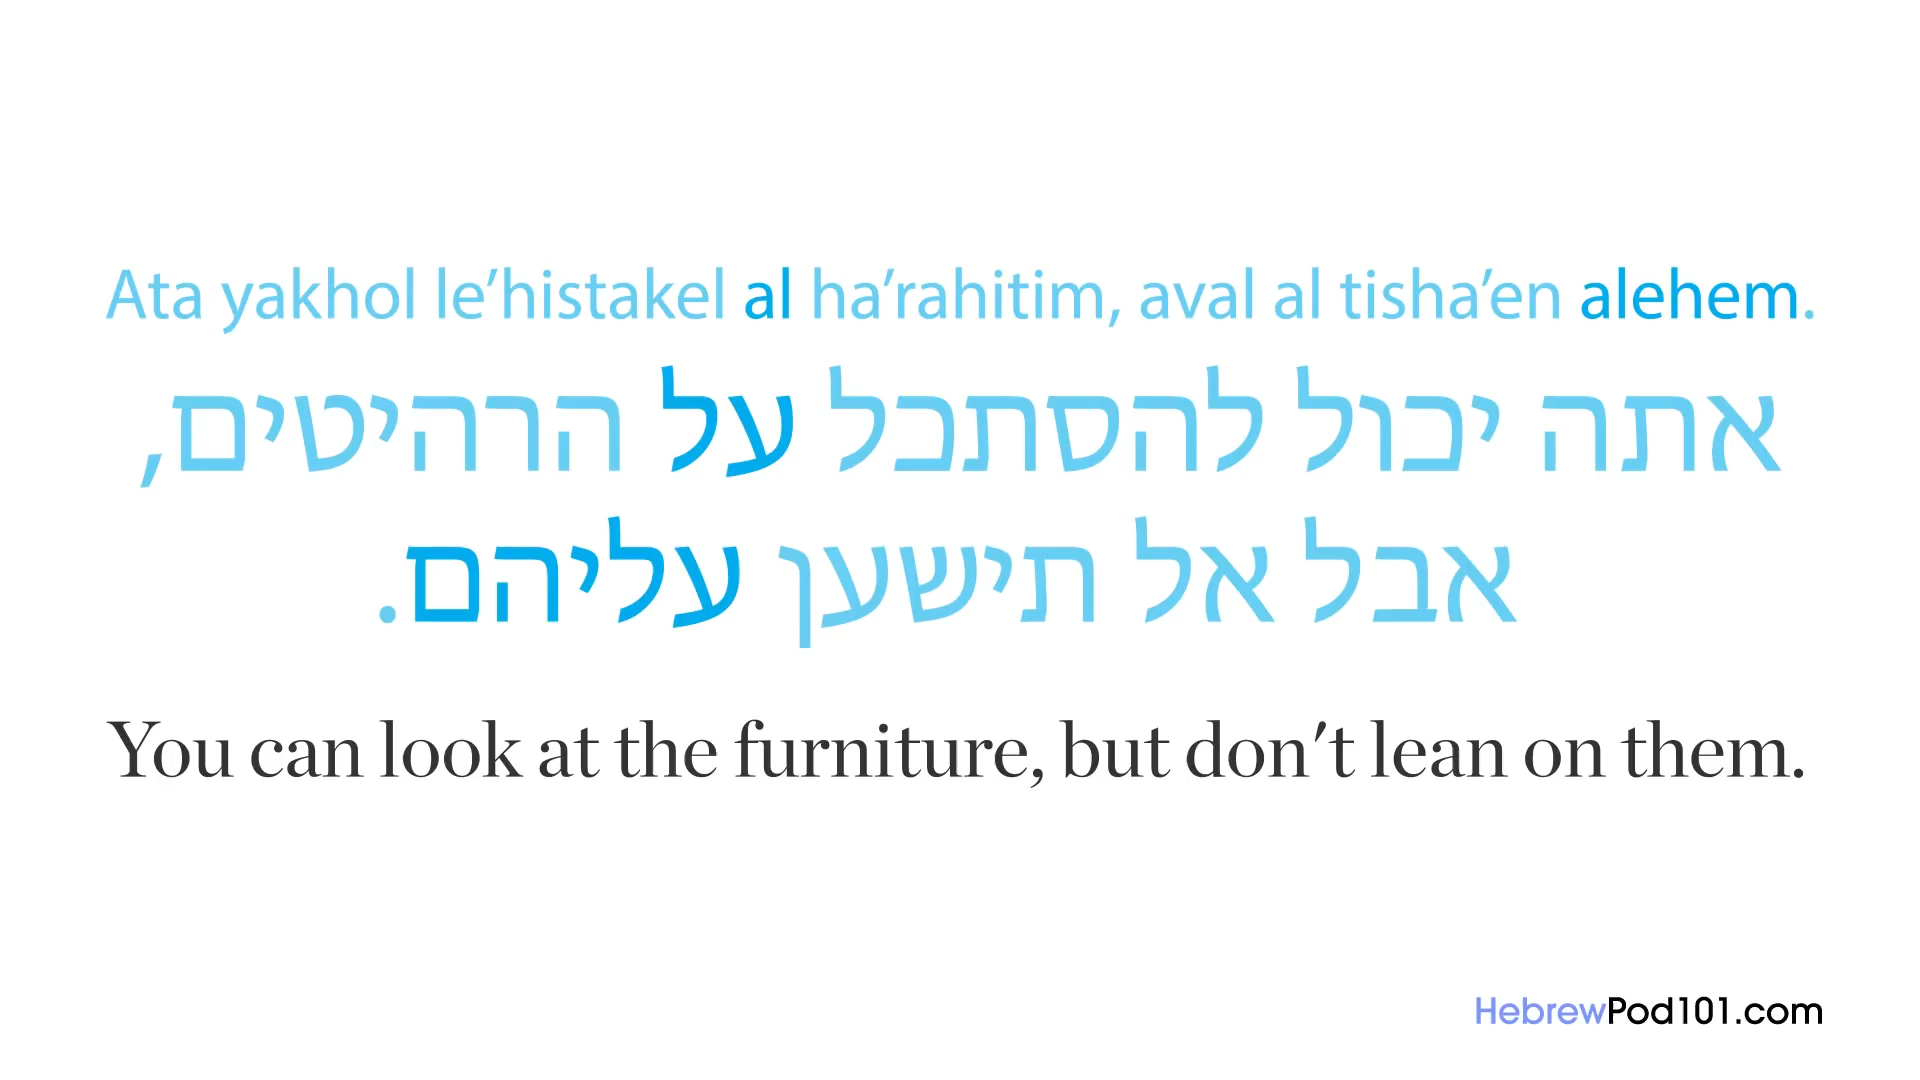 Ata yakhol le’histakel al ha’rahitim, aval al tisha’en alehem.
אתה יכול להסתכל על הרהיטים,
אבל אל תישען עליהם.
You can look at the furniture, but don't lean on them.
HebrewPod101.com